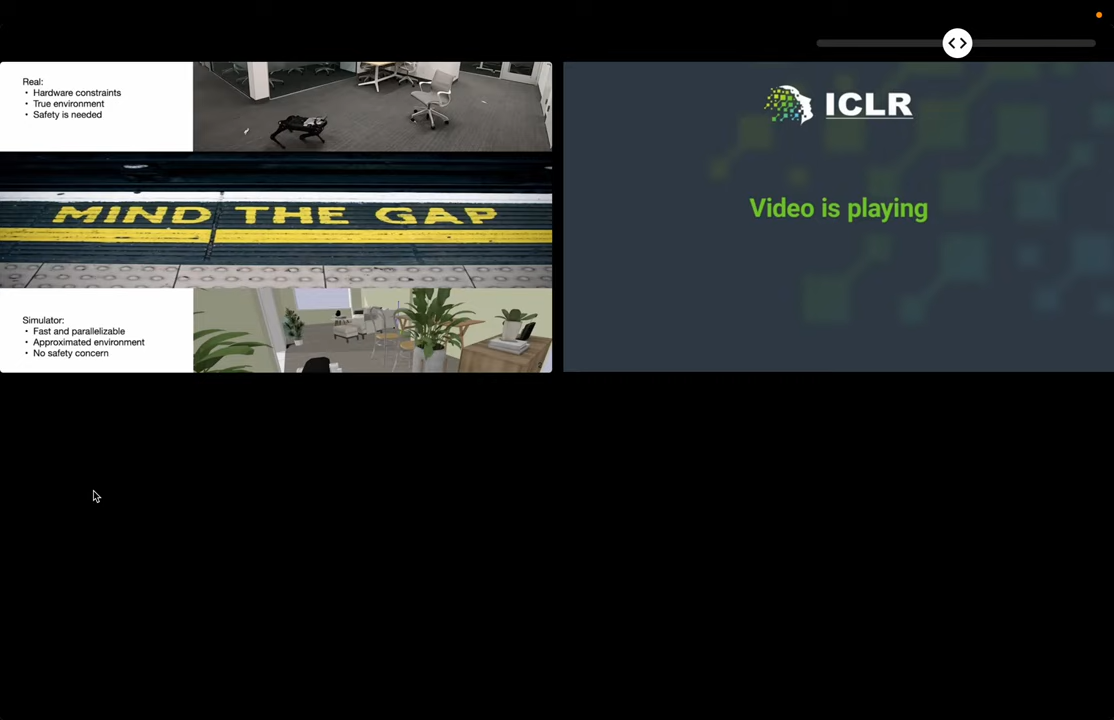 Real:
• Hardware constraints
• True environment
• Safety is needed
MIND THE GAP
Simulator:
• Fast and parallelizable
• Approximated environment
• No safety concern
ICLR
Video is playing